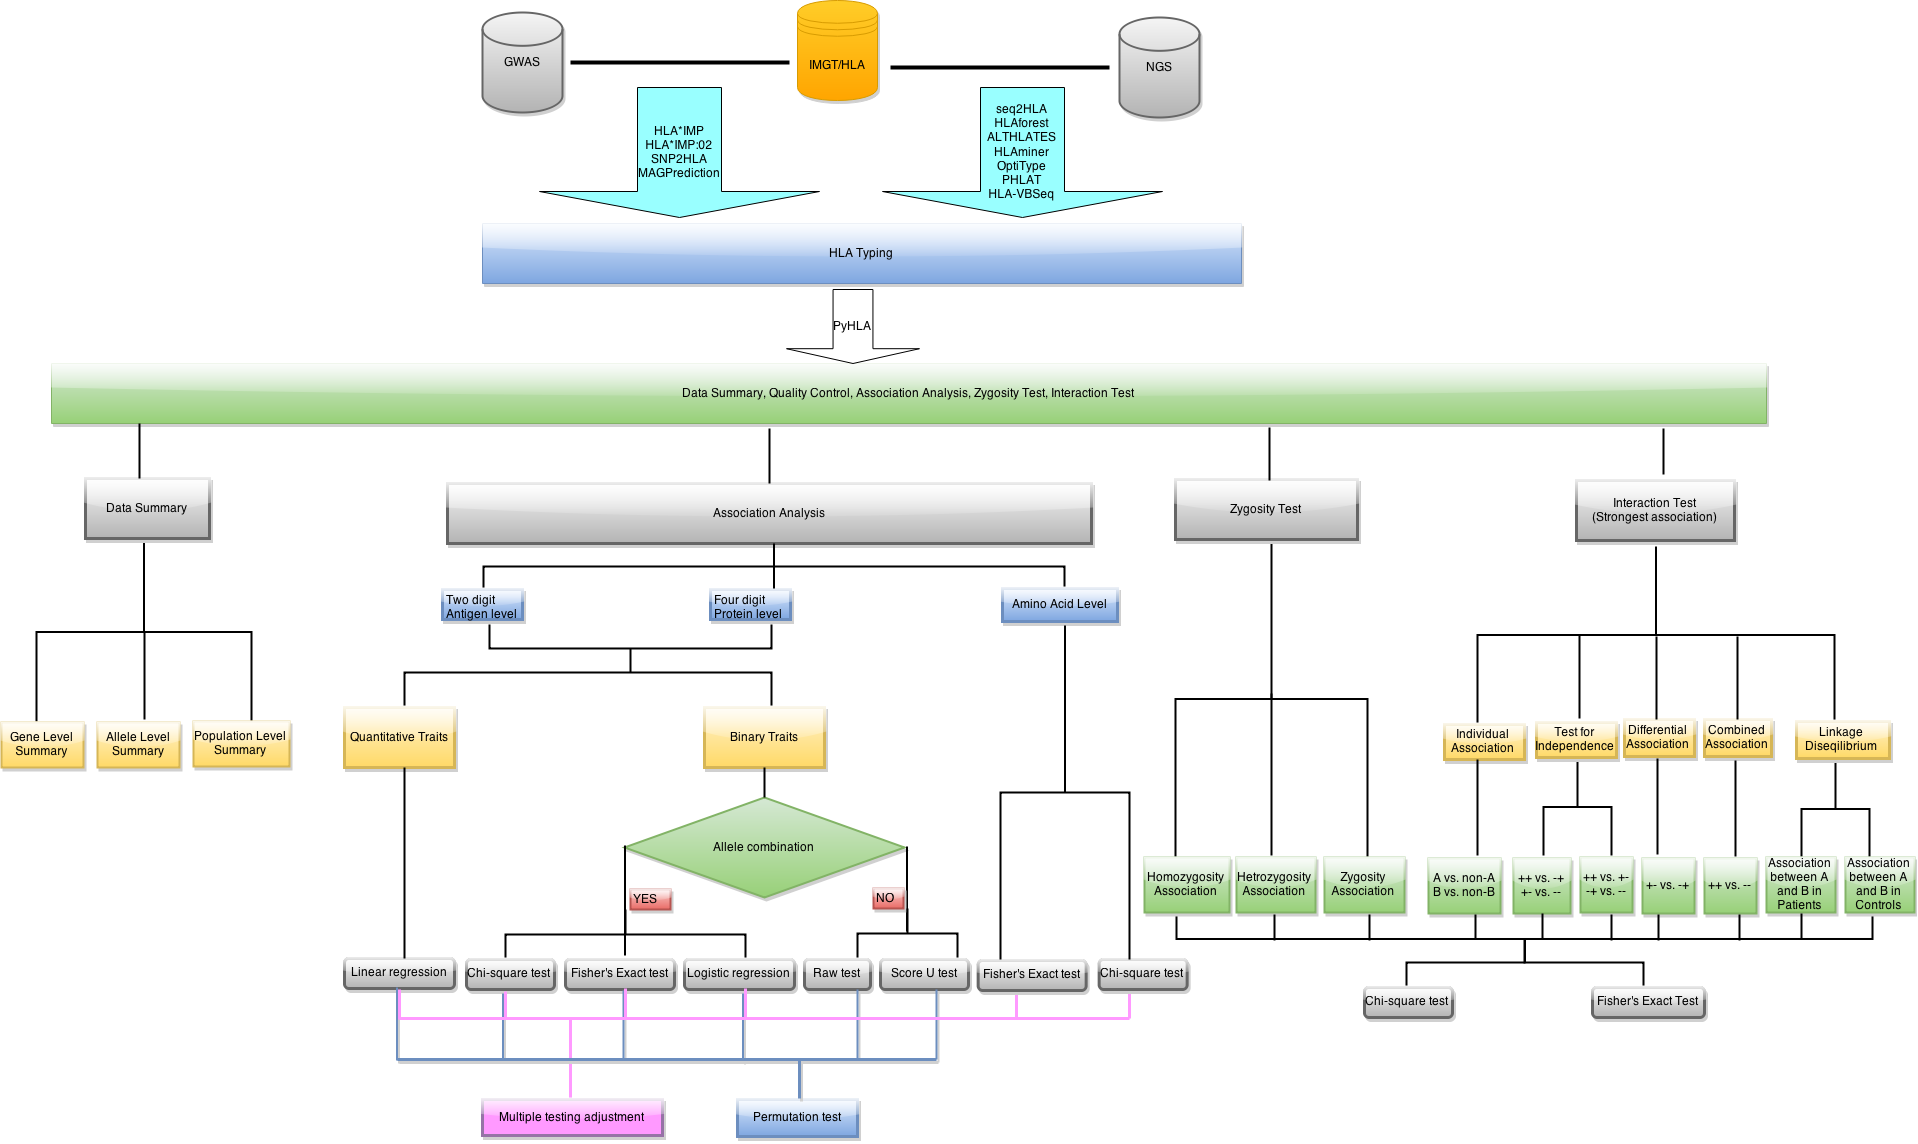 GWAS
IMGT/HLA
NGS
HLA*IMP
HLA*IMP:02
SNP2HLA
MAGPrediction
seq2HLA
HLAforest
ALTHLATES
HLAminer
OptiType
PHLAT
HLA-VBSeq
HLA Typing
PyHLA
Data Summary, Quality Control, Association Analysis, Zygosity Test, Interaction Test
Data Summary
Association Analysis
Zygosity Test
Interaction Test
(Strongest association)
Two digit
Antigen level
Four digit
Protein level
Amino Acid Level
Gene Level
Summary
Allele Level
Summary
Population Level
Summary
Quantitative Traits
Binary Traits
Individual
Association
Test for
Independence
Differential
Association
Combined
Association
Linkage
Diseqilibrium
Allele combination
YES
NO
Homozygosity
Association
Hetrozygosity
Association
Zygosity
Association
A vs. non-A
B vs. non-B
++ vs. -+
+- vs. --
++ vs. +-
-+ vs. --
+- vs. -+
++ vs. --
Association
between A
and B in
Patients
Association
between A
and B in
Controls
Linear regression
Chi-square test
Fisher's Exact test
Logistic regression
Raw test
Score U test
Fisher's Exact test
Chi-square test
Chi-square test
Fisher's Exact Test
Multiple testing adjustment
Permutation test